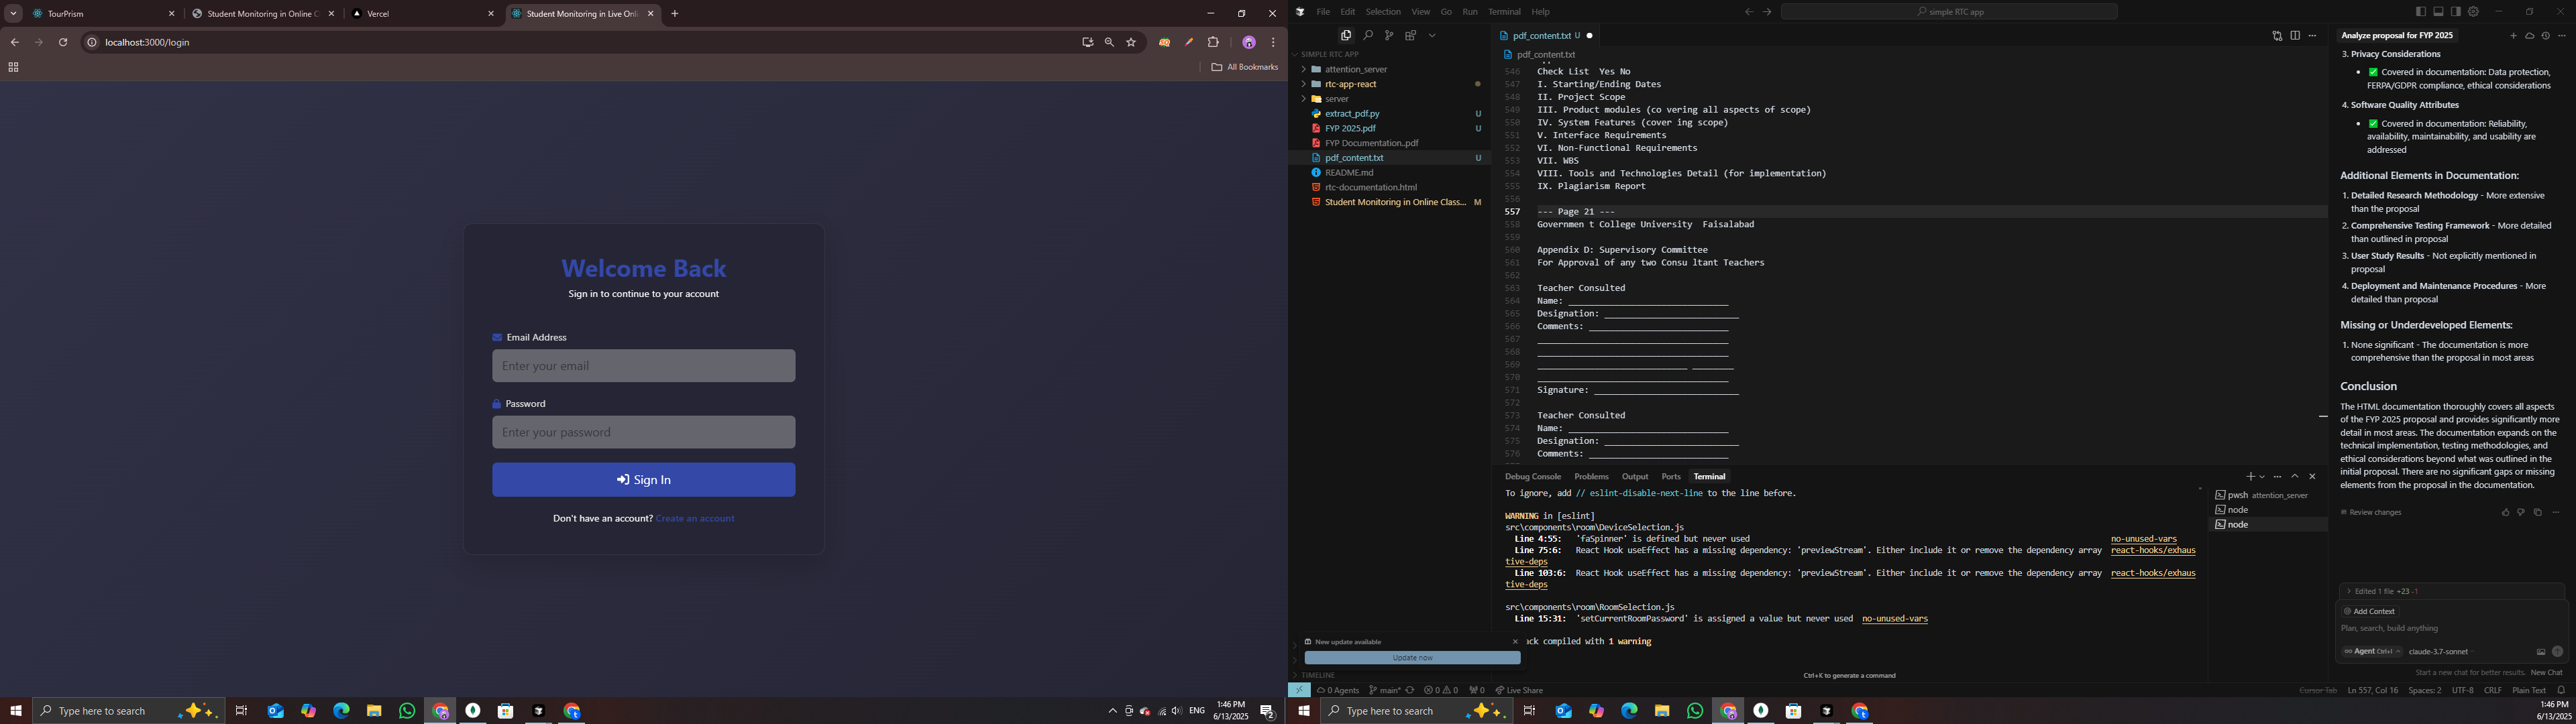 TourPrism
Student Monitoring in Online C
Vercel
Student Monitoring in Live Onli
localhost:3000/login
All Bookmarks
Welcome Back
Sign in to continue to your account
Email Address
Enter your email
Password
Enter your password
Sign In
Don't have an account? Create an account
Type here to search
ENG
1:46 PM
6/13/2025
2
File Edit Selection View Go Run Terminal Help
simple RTC app
SIMPLE RTC APP
attention_server
rtc-app-react
server
extract_pdf.py U
FYP 2025.pdf U
FYP Documentation..pdf
pdf_content.txt U
README.md
rtc-documentation.html
Student Monitoring in Online Class... M
TIMELINE
pdf_content.txt U
pdf_content.txt
546 Check List  Yes No
547 I. Starting/Ending Dates
548 II. Project Scope
549 III. Product modules (co vering all aspects of scope)
550 IV. System Features (cover ing scope)
551 V. Interface Requirements
552 VI. Non-Functional Requirements
553 VII. WBS
554 VIII. Tools and Technologies Detail (for implementation)
555 IX. Plagiarism Report
556
557 --- Page 21 ---
558 Governmen t College University  Faisalabad
559
560 Appendix D: Supervisory Committee
561 For Approval of any two Consu ltant Teachers
562
563 Teacher Consulted
564 Name: ________________________________
565 Designation: ___________________________
566 Comments: ____________________________
567 ______________________________________
568 ______________________________________
569 ______________________________ ________
570 ______________________________________
571 Signature: _____________________________
572
573 Teacher Consulted
574 Name: ________________________________
575 Designation: ___________________________
576 Comments: ____________________________
Debug Console Problems Output Ports Terminal
To ignore, add // eslint-disable-next-line to the line before.
WARNING in [eslint]
src\components\room\DeviceSelection.js
Line 4:55: 'faSpinner' is defined but never used no-unused-vars
Line 75:6: React Hook useEffect has a missing dependency: 'previewStream'. Either include it or remove the dependency array react-hooks/exhaus
tive-deps
Line 103:6: React Hook useEffect has a missing dependency: 'previewStream'. Either include it or remove the dependency array react-hooks/exhaus
tive-deps
src\components\room\RoomSelection.js
Line 15:31: 'setCurrentRoomPassword' is assigned a value but never used no-unused-vars
ack compiled with 1 warning
pwsh attention_server
node
node
New update available
Update now
Ctrl+K to generate a command
Analyze proposal for FYP 2025
3. Privacy Considerations
✅ Covered in documentation: Data protection,
FERPA/GDPR compliance, ethical considerations
4. Software Quality Attributes
✅ Covered in documentation: Reliability,
availability, maintainability, and usability are
addressed
Additional Elements in Documentation:
1. Detailed Research Methodology - More extensive
than the proposal
2. Comprehensive Testing Framework - More detailed
than outlined in proposal
3. User Study Results - Not explicitly mentioned in
proposal
4. Deployment and Maintenance Procedures - More
detailed than proposal
Missing or Underdeveloped Elements:
1. None significant - The documentation is more
comprehensive than the proposal in most areas
Conclusion
The HTML documentation thoroughly covers all aspects
of the FYP 2025 proposal and provides significantly more
detail in most areas. The documentation expands on the
technical implementation, testing methodologies, and
ethical considerations beyond what was outlined in the
initial proposal. There are no significant gaps or missing
elements from the proposal in the documentation.
Review changes
Edited 1 file +23 -1
@ Add Context
Plan, search, build anything
Agent Ctrl+I claude-3.7-sonnet
Start a new chat for better results. New Chat
0 Agents main* 0 0 0 Live Share
Cursor Tab Ln 557, Col 16 Spaces: 2 UTF-8 CRLF Plain Text
Type here to search
1:46 PM
6/13/2025